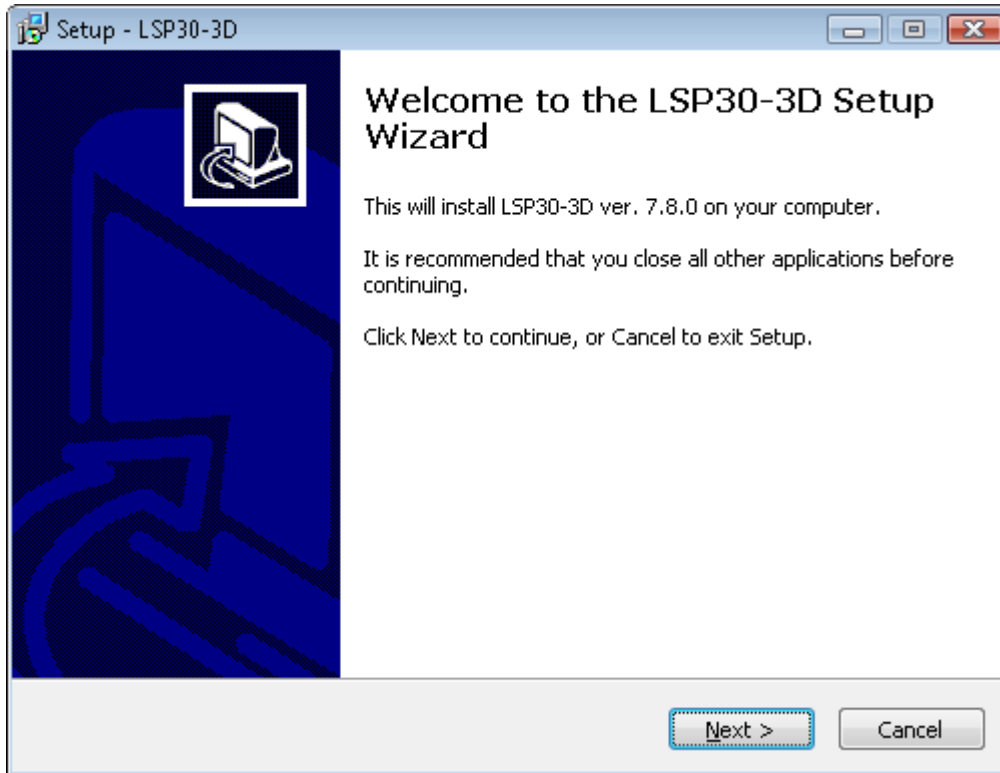 Setup - LSP30-3D
Welcome to the LSP30-3D Setup
Wizard
This will install LSP30-3D ver. 7.8.0 on your computer.
It is recommended that you close all other applications before
continuing.
Click Next to continue, or Cancel to exit Setup.
Next >
Cancel